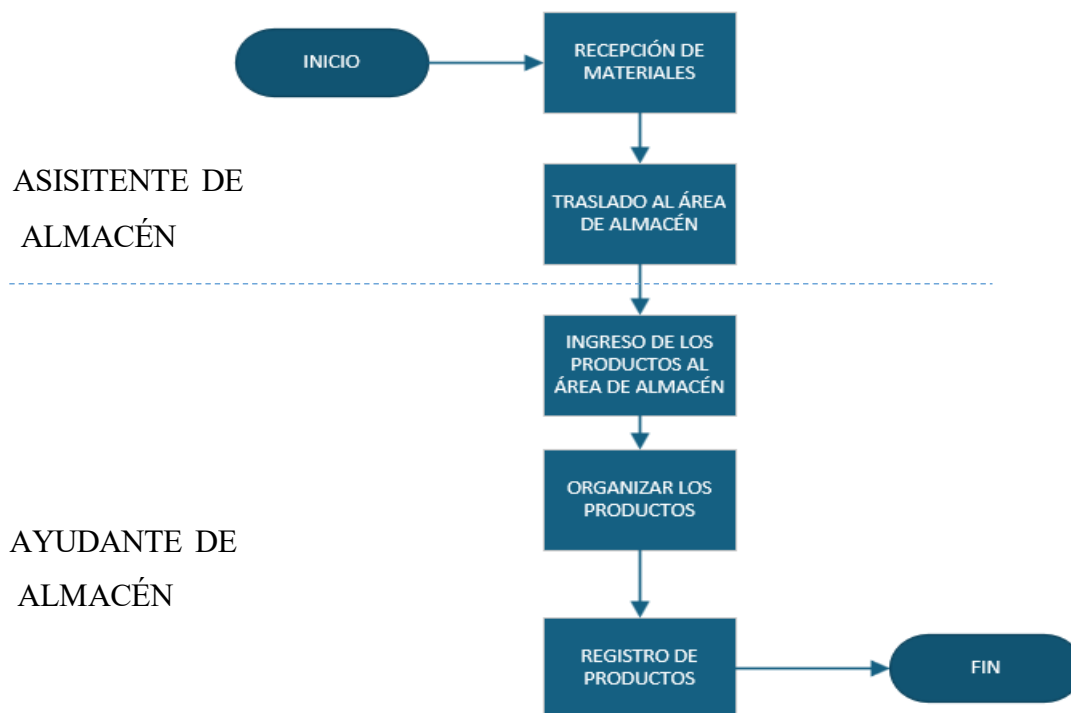 INICIO
RECEPCIÓN DE
MATERIALES
ASISITENTE DE
ALMACÉN
TRASLADO AL ÁREA
DE ALMACÉN
INGRESO DE LOS
PRODUCTOS AL
ÁREA DE ALMACÉN
ORGANIZAR LOS
PRODUCTOS
AYUDANTE DE
ALMACÉN
REGISTRO DE
PRODUCTOS
FIN